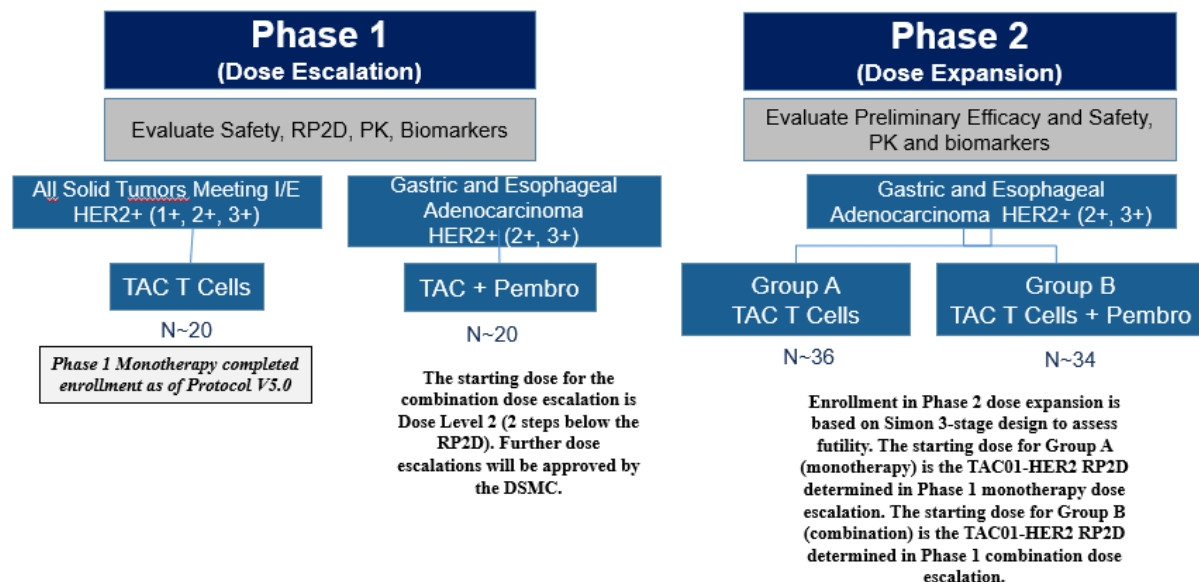 Phase 1
(Dose Escalation)
Evaluate Safety, RP2D, PK, Biomarkers
All Solid Tumors Meeting I/E
HER2+ (1+, 2+, 3+)
TAC T Cells
N~20
Phase 1 Monotherapy completed
enrollment as of Protocol V5.0
Gastric and Esophageal
Adenocarcinoma
HER2+ (2+, 3+)
TAC + Pembro
N~20
The starting dose for the
combination dose escalation is
Dose Level 2 (2 steps below the
RP2D). Further dose
escalations will be approved by
the DSMC.
Phase 2
(Dose Expansion)
Evaluate Preliminary Efficacy and Safety,
PK and biomarkers
Gastric and Esophageal
Adenocarcinoma HER2+ (2+, 3+)
Group A
TAC T Cells
N~36
Group B
TAC T Cells + Pembro
N~34
Enrollment in Phase 2 dose expansion is
based on Simon 3-stage design to assess
futility. The starting dose for Group A
(monotherapy) is the TAC01-HER2 RP2D
determined in Phase 1 monotherapy dose
escalation. The starting dose for Group B
(combination) is the TAC01-HER2 RP2D
determined in Phase 1 combination dose
escalation.